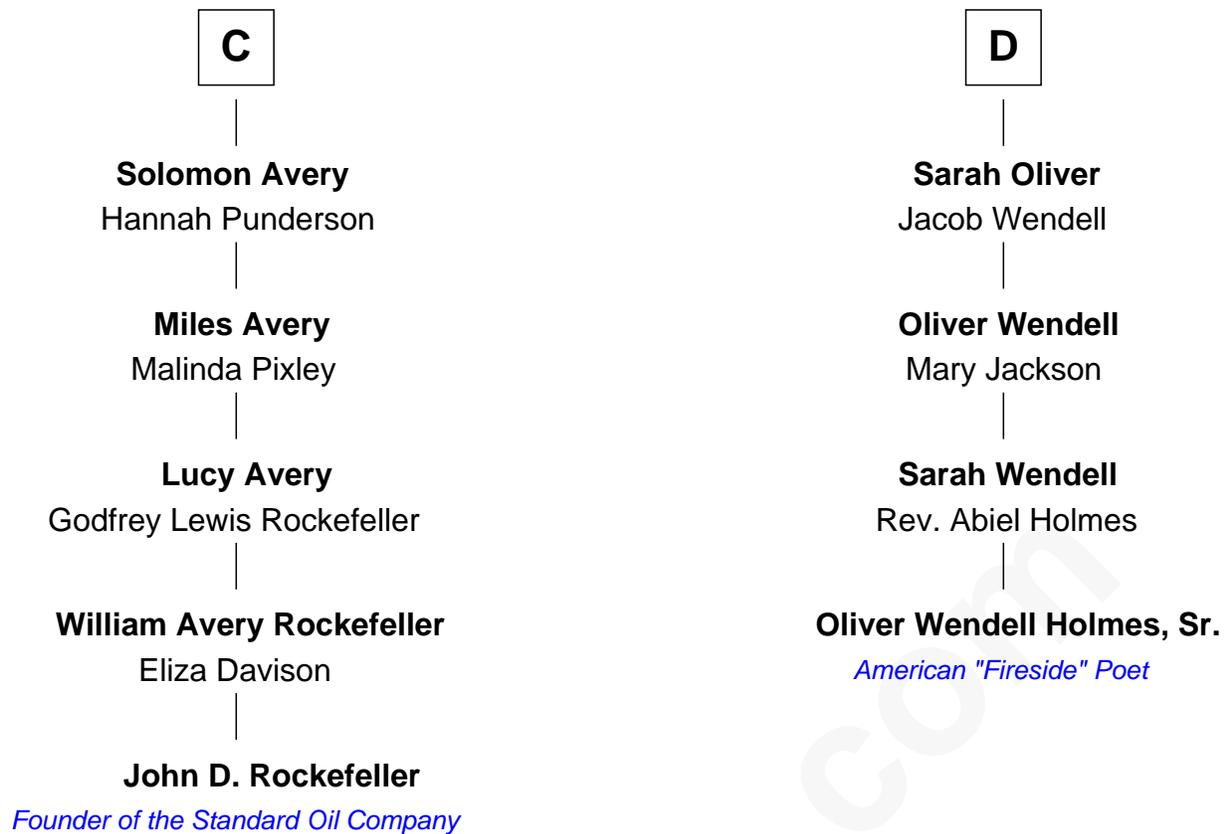 C
Solomon Avery
Hannah Punderson
Miles Avery
Malinda Pixley
Lucy Avery
Godfrey Lewis Rockefeller
William Avery Rockefeller
Eliza Davison
John D. Rockefeller
Founder of the Standard Oil Company
D
Sarah Oliver
Jacob Wendell
Oliver Wendell
Mary Jackson
Sarah Wendell
Rev. Abiel Holmes
Oliver Wendell Holmes, Sr.
American "Fireside" Poet
com